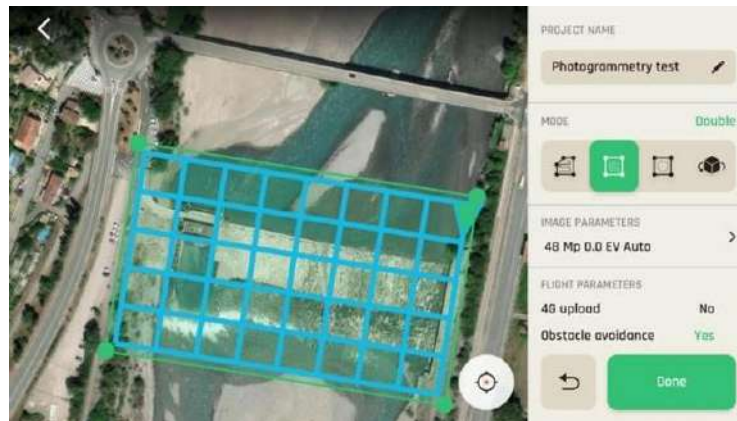 PROJECT NAME
Photogrammetry test
MODE Double
IMAGE PARAMETERS
48 Mp 0.0 EV Auto
FLIGHT PARAMETERS
4G upload No
Obstacle avoidance Yes
Done